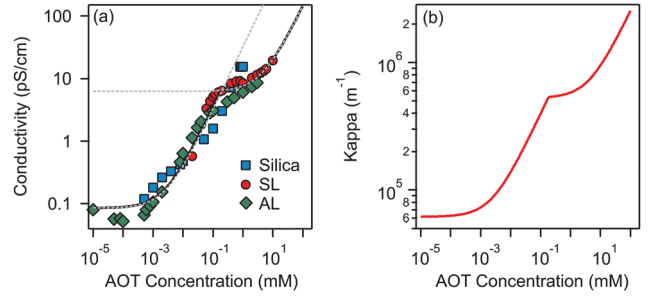 (a)
100
10
1
0.1
Conductivity (pS/cm)
Silica
SL
AL
10^-5 10^-3 10^-1 10^1
AOT Concentration (mM)
(b)
2
10^6
8
6
4
2
10^5
8
6
Kappa (m^-1)
10^-5 10^-3 10^-1 10^1
AOT Concentration (mM)